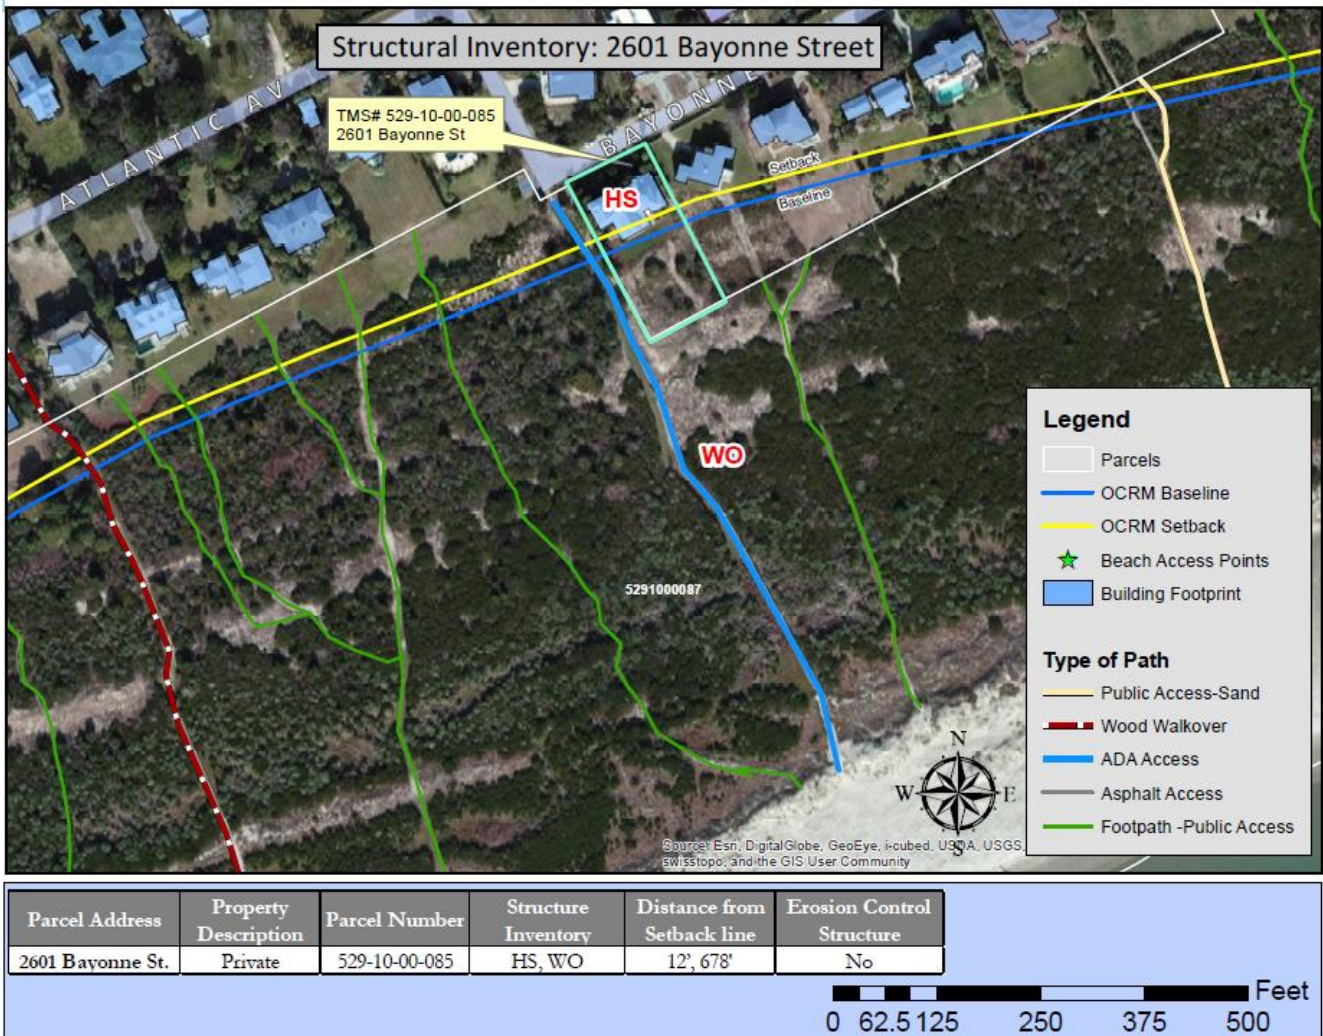 Structural Inventory: 2601 Bayonne Street
TMS# 529-10-00-085
2601 Bayonne St
ATLANTIC AV
BAYONNE
HS
Setback
Baseline
WO
5291000087
Legend
Parcels
OCRM Baseline
OCRM Setback
Beach Access Points
Building Footprint
Type of Path
Public Access-Sand
Wood Walkover
ADA Access
Asphalt Access
Footpath -Public Access
N
W E
S
Source: Esri, DigitalGlobe, GeoEye, i-cubed, USDA, USGS,
swisstopo, and the GIS User Community
Parcel Address Property Description Parcel Number Structure Inventory Distance from Setback line Erosion Control Structure
2601 Bayonne St. Private 529-10-00-085 HS, WO 12', 678' No
Feet
0 62.5 125 250 375 500